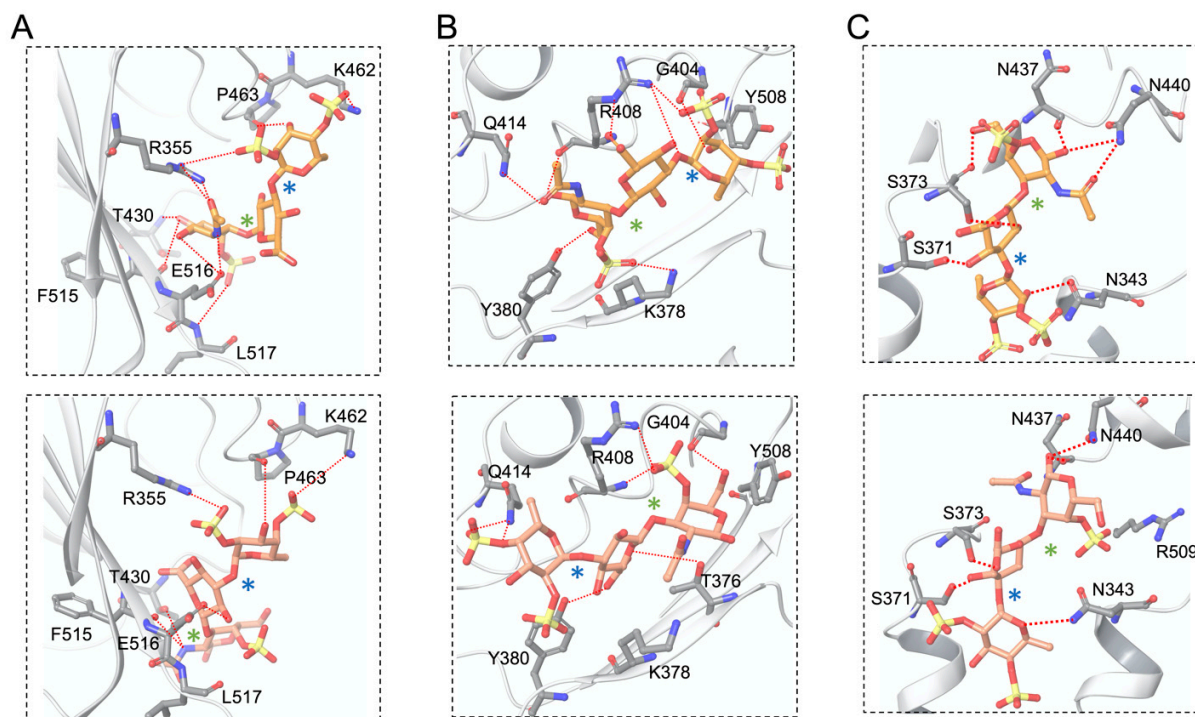 A
B
C
K462
P463
R355
*
*
T430
E516
F515
L517
G404
Y508
R408
Q414
*
*
Y380
K378
N437
N440
S373
*
S371
*
N343
K462
P463
R355
*
T430
F515
*
E516
L517
G404
Y508
R408
Q414
*
*
T376
Y380
K378
N437
N440
S373
R509
*
S371
*
N343